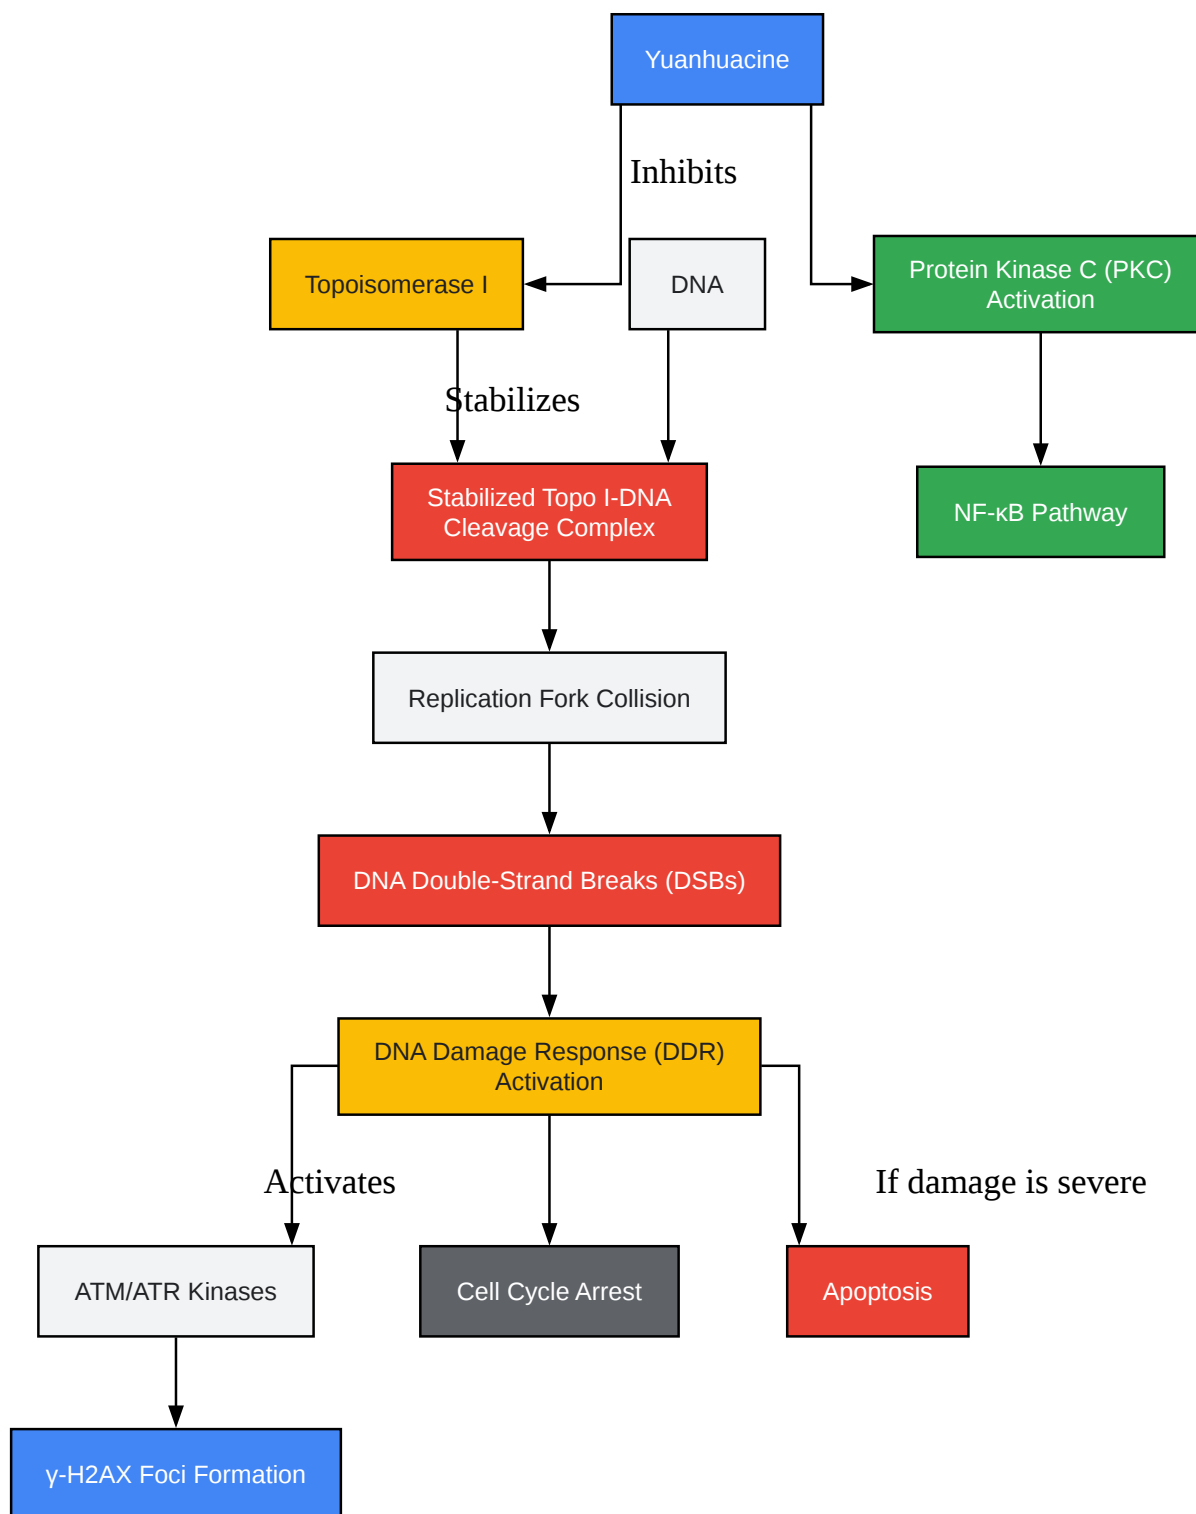 Yuanhuacine
Inhibits
Topoisomerase I
DNA
Protein Kinase C (PKC)
Activation
Stabilizes
Stabilized Topo I-DNA
Cleavage Complex
NF-κB Pathway
Replication Fork Collision
DNA Double-Strand Breaks (DSBs)
DNA Damage Response (DDR)
Activation
Activates
If damage is severe
ATM/ATR Kinases
Cell Cycle Arrest
Apoptosis
γ-H2AX Foci Formation